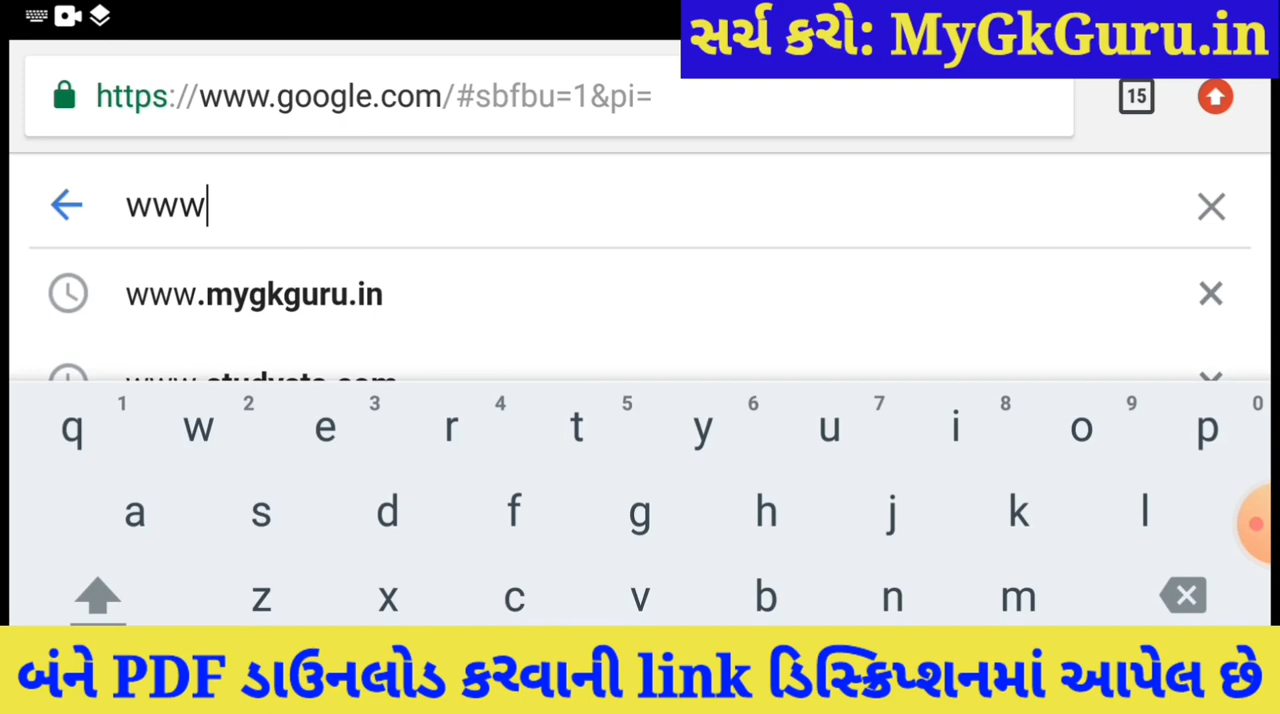 સર્ચ કરો: MyGkGuru.in
https://www.google.com/#sbfbu=1&pi=
15
www
www.mygkguru.in
1 2 3 4 5 6 7 8 9 0
q w e r t y u i o p
a s d f g h j k l
z x c v b n m
બંને PDF ડાઉનલોડ કરવાની link ડિસ્ક્રિપ્શનમાં આપેલ છે